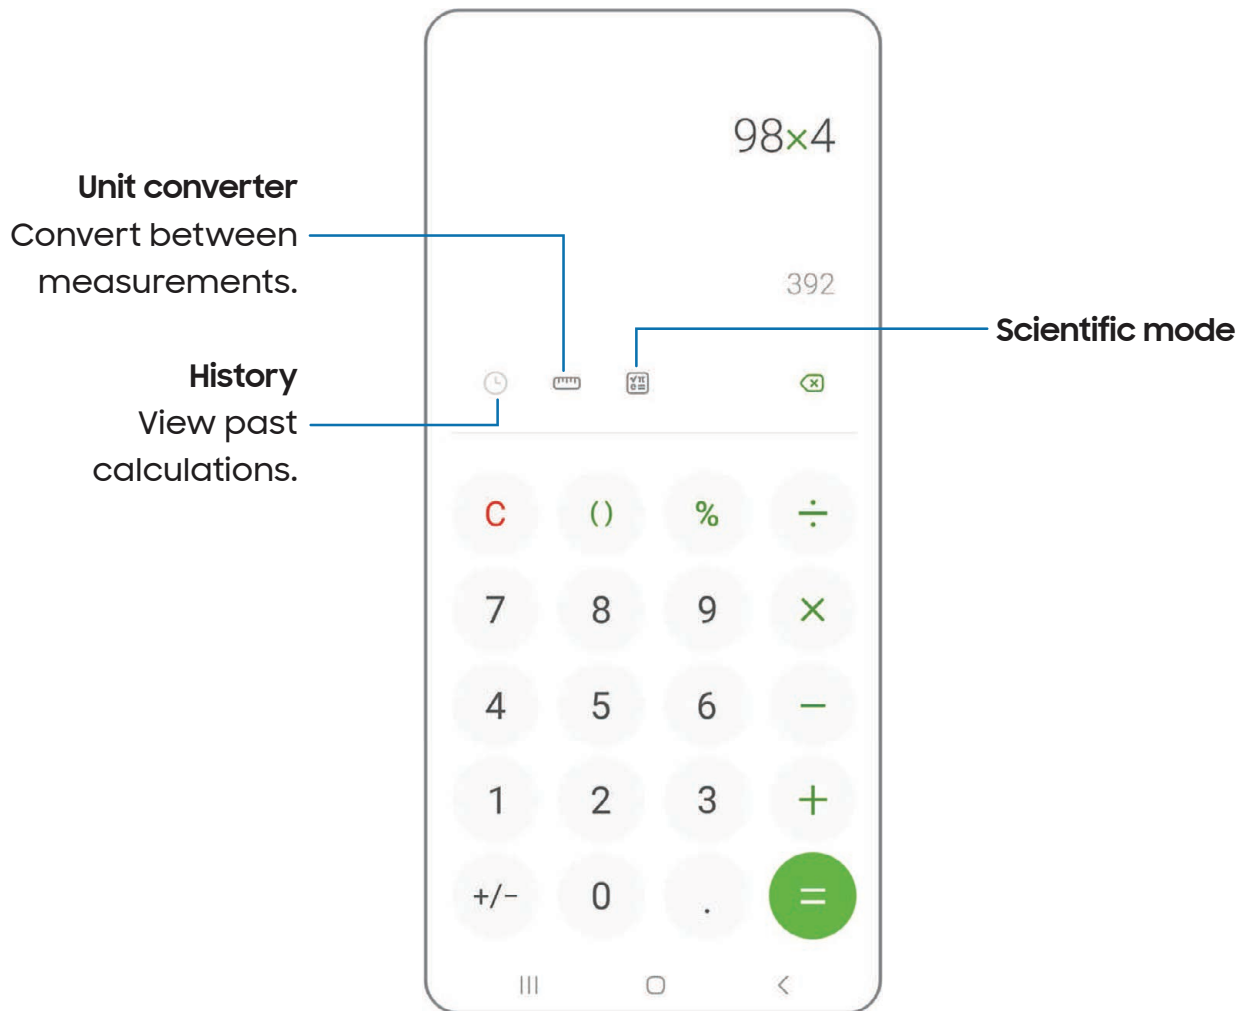 98×4
Unit converter
Convert between
measurements.
392
Scientific mode
History
View past
calculations.
C () % ÷
7 8 9 ×
4 5 6 −
1 2 3 +
+/− 0 . =